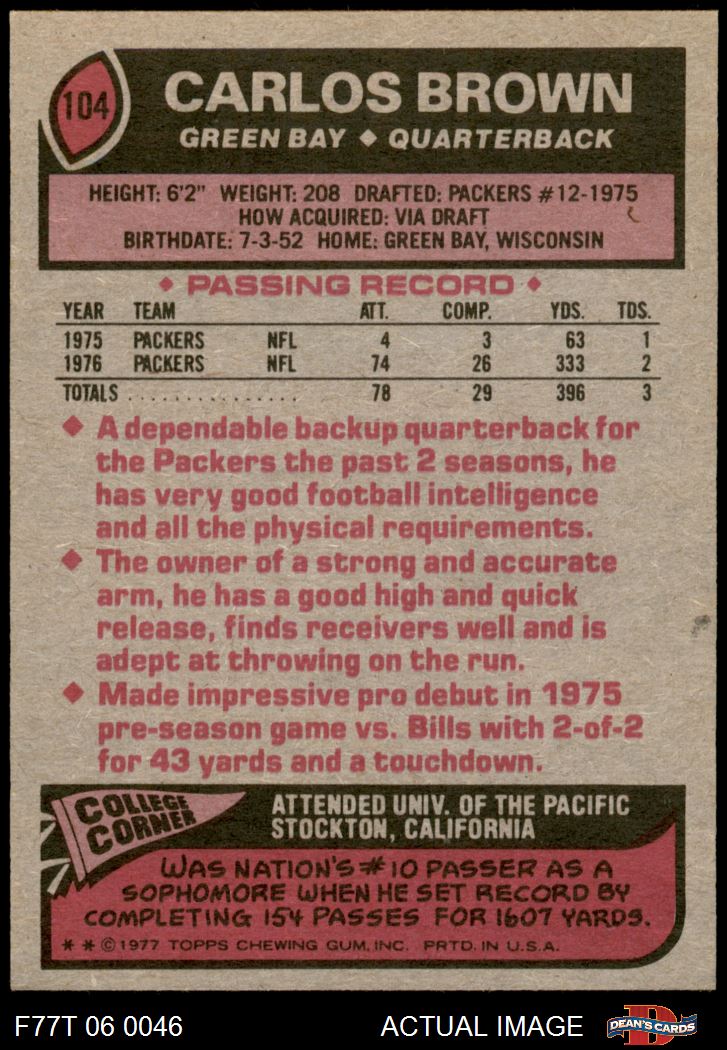 104
CARLOS BROWN
GREEN BAY ◆ QUARTERBACK
HEIGHT: 6'2" WEIGHT: 208 DRAFTED: PACKERS #12-1975
HOW ACQUIRED: VIA DRAFT
BIRTHDATE: 7-3-52 HOME: GREEN BAY, WISCONSIN
◆ PASSING RECORD ◆
YEAR TEAM ATT. COMP. YDS. TDS.
1975 PACKERS NFL 4 3 63 1
1976 PACKERS NFL 74 26 333 2
TOTALS . . . . . . . . . . . . . . . . 78 29 396 3
◆ A dependable backup quarterback for
the Packers the past 2 seasons, he
has very good football intelligence
and all the physical requirements.
◆ The owner of a strong and accurate
arm, he has a good high and quick
release, finds receivers well and is
adept at throwing on the run.
◆ Made impressive pro debut in 1975
pre-season game vs. Bills with 2-of-2
for 43 yards and a touchdown.
COLLEGE
CORNER
ATTENDED UNIV. OF THE PACIFIC
STOCKTON, CALIFORNIA
WAS NATION'S #10 PASSER AS A
SOPHOMORE WHEN HE SET RECORD BY
COMPLETING 154 PASSES FOR 1607 YARDS.
* * © 1977 TOPPS CHEWING GUM, INC. PRTD. IN U.S.A.
F77T 06 0046
ACTUAL IMAGE
D
DEAN'S CARDS